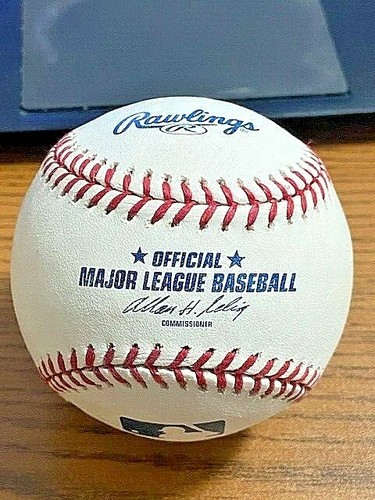 Rawlings
R
★ OFFICIAL ★
MAJOR LEAGUE BASEBALL
Allan H. Selig
COMMISSIONER